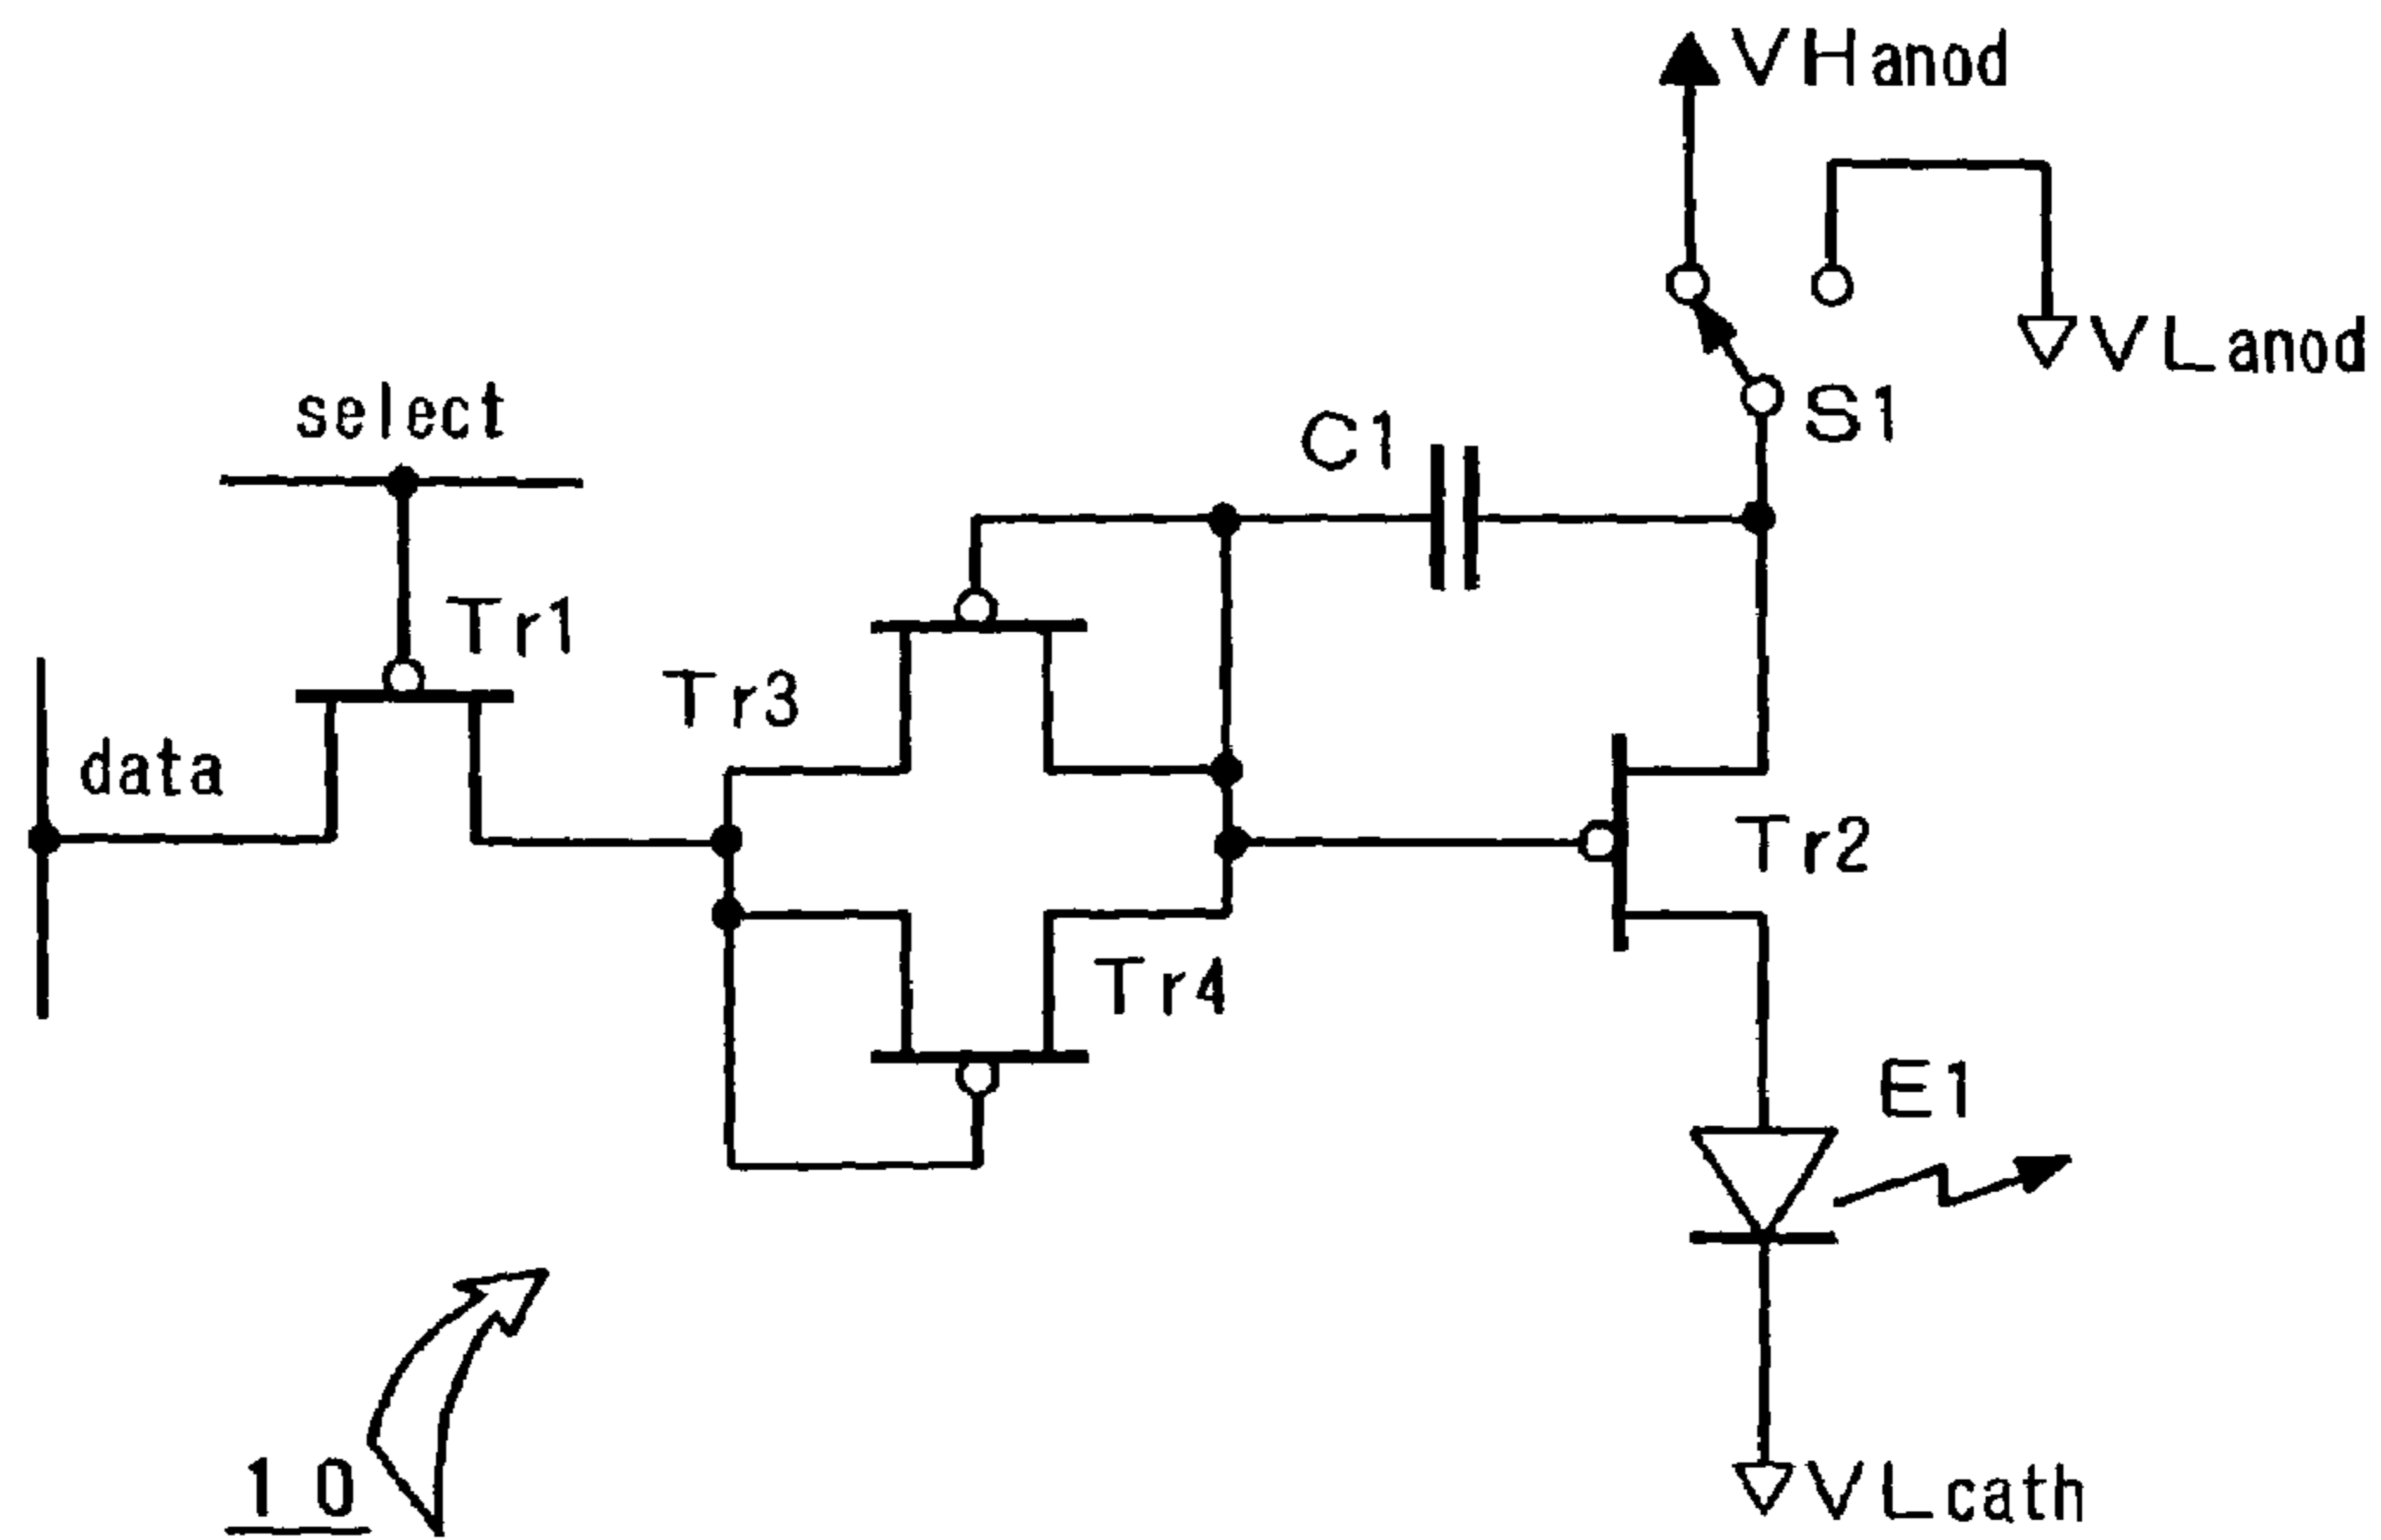 VHanod
VLanod
S1
select
C1
Tr1
Tr3
data
Tr2
Tr4
E1
10
VLcath